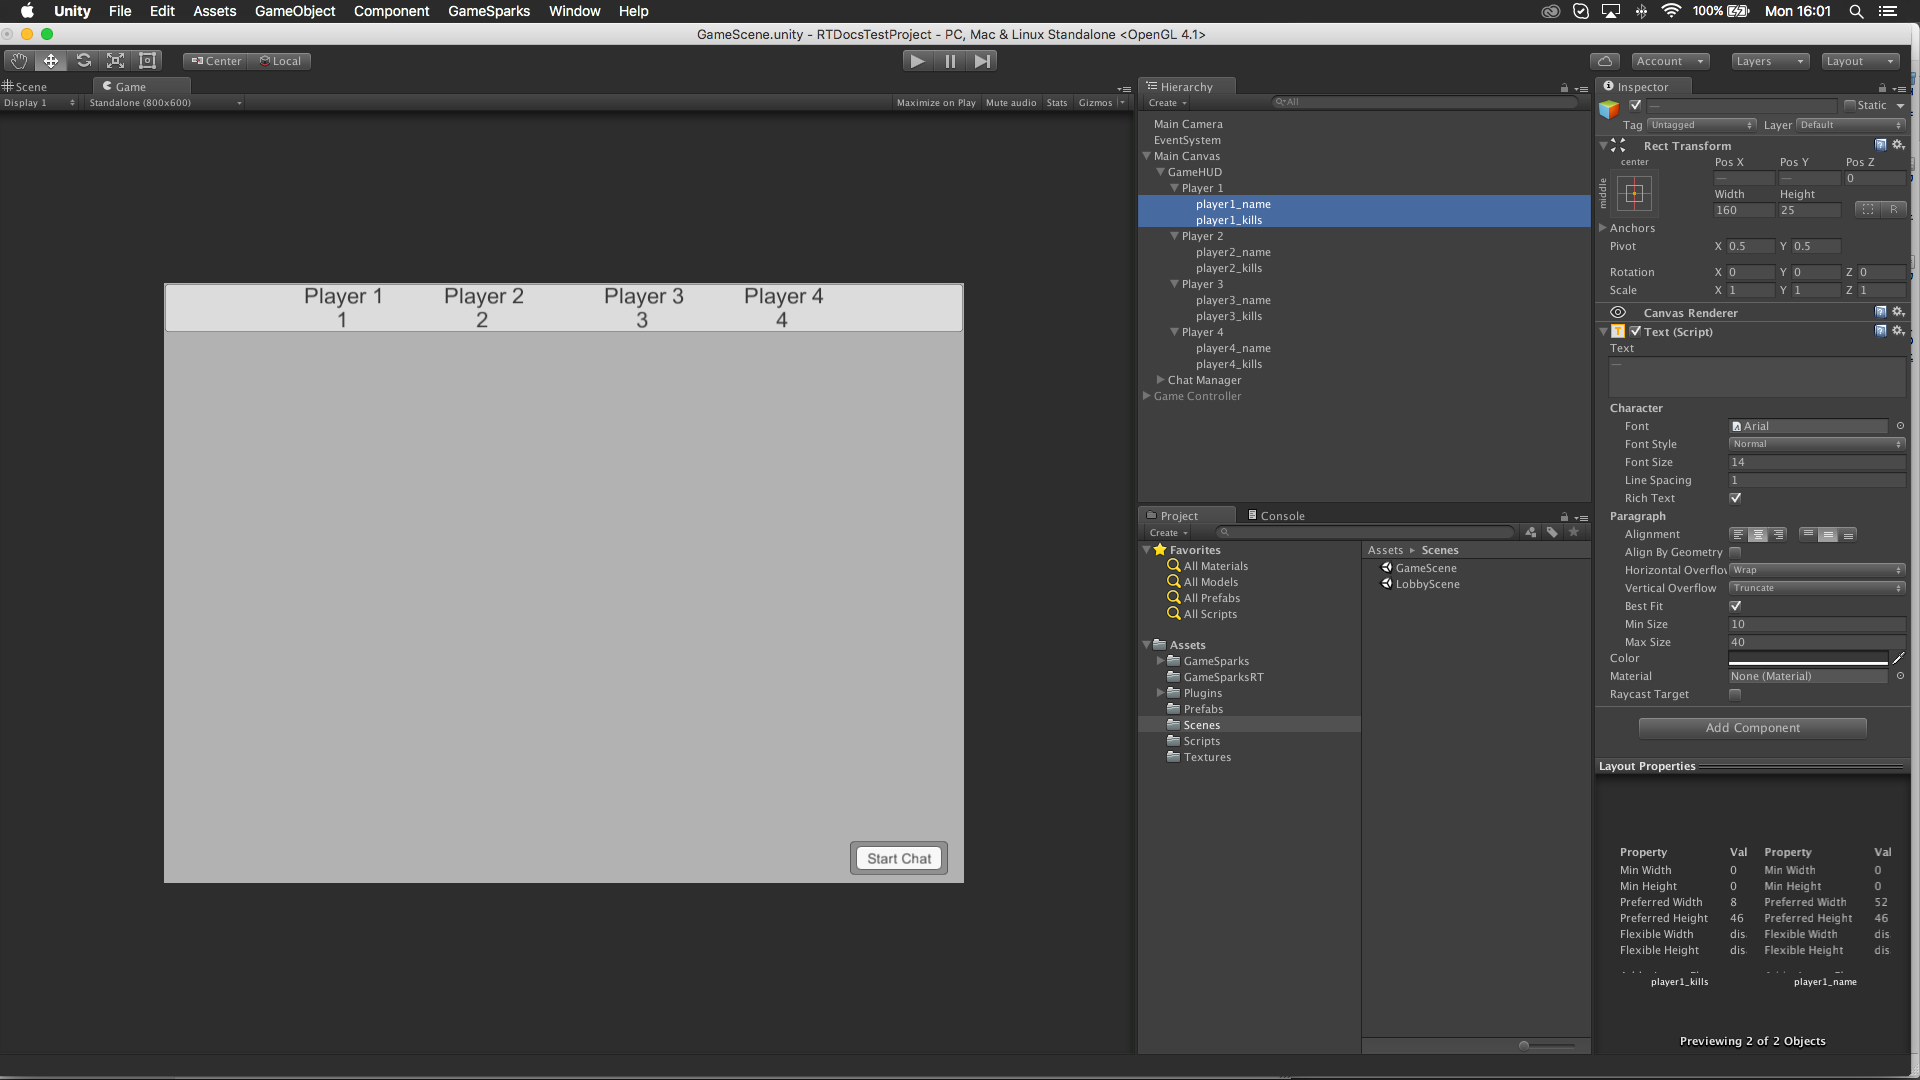 Unity File Edit Assets GameObject Component GameSparks Window Help 100% Mon 16:01
GameScene.unity - RTDocsTestProject - PC, Mac & Linux Standalone <OpenGL 4.1>
Center Local
Account Layers Layout
Scene Game
Display 1 Standalone (800x600) Maximize on Play Mute audio Stats Gizmos
Player 1 Player 2 Player 3 Player 4
1 2 3 4
Start Chat
Hierarchy
Create All
Main Camera
EventSystem
Main Canvas
GameHUD
Player 1
player1_name
player1_kills
Player 2
player2_name
player2_kills
Player 3
player3_name
player3_kills
Player 4
player4_name
player4_kills
Chat Manager
Game Controller
Project Console
Create
Favorites
All Materials
All Models
All Prefabs
All Scripts
Assets
GameSparks
GameSparksRT
Plugins
Prefabs
Scenes
Scripts
Textures
Assets ▸ Scenes
GameScene
LobbyScene
Inspector
— Static
Tag Untagged Layer Default
Rect Transform
center Pos X Pos Y Pos Z
middle — — 0
Width Height
160 25 R
Anchors
Pivot X 0.5 Y 0.5
Rotation X 0 Y 0 Z 0
Scale X 1 Y 1 Z 1
Canvas Renderer
Text (Script)
Text
—
Character
Font Arial
Font Style Normal
Font Size 14
Line Spacing 1
Rich Text
Paragraph
Alignment
Align By Geometry
Horizontal Overflow Wrap
Vertical Overflow Truncate
Best Fit
Min Size 10
Max Size 40
Color
Material None (Material)
Raycast Target
Add Component
Layout Properties
Property Val Property Val
Min Width 0 Min Width 0
Min Height 0 Min Height 0
Preferred Width 8 Preferred Width 52
Preferred Height 46 Preferred Height 46
Flexible Width dis. Flexible Width dis.
Flexible Height dis. Flexible Height dis.
player1_kills player1_name
Previewing 2 of 2 Objects